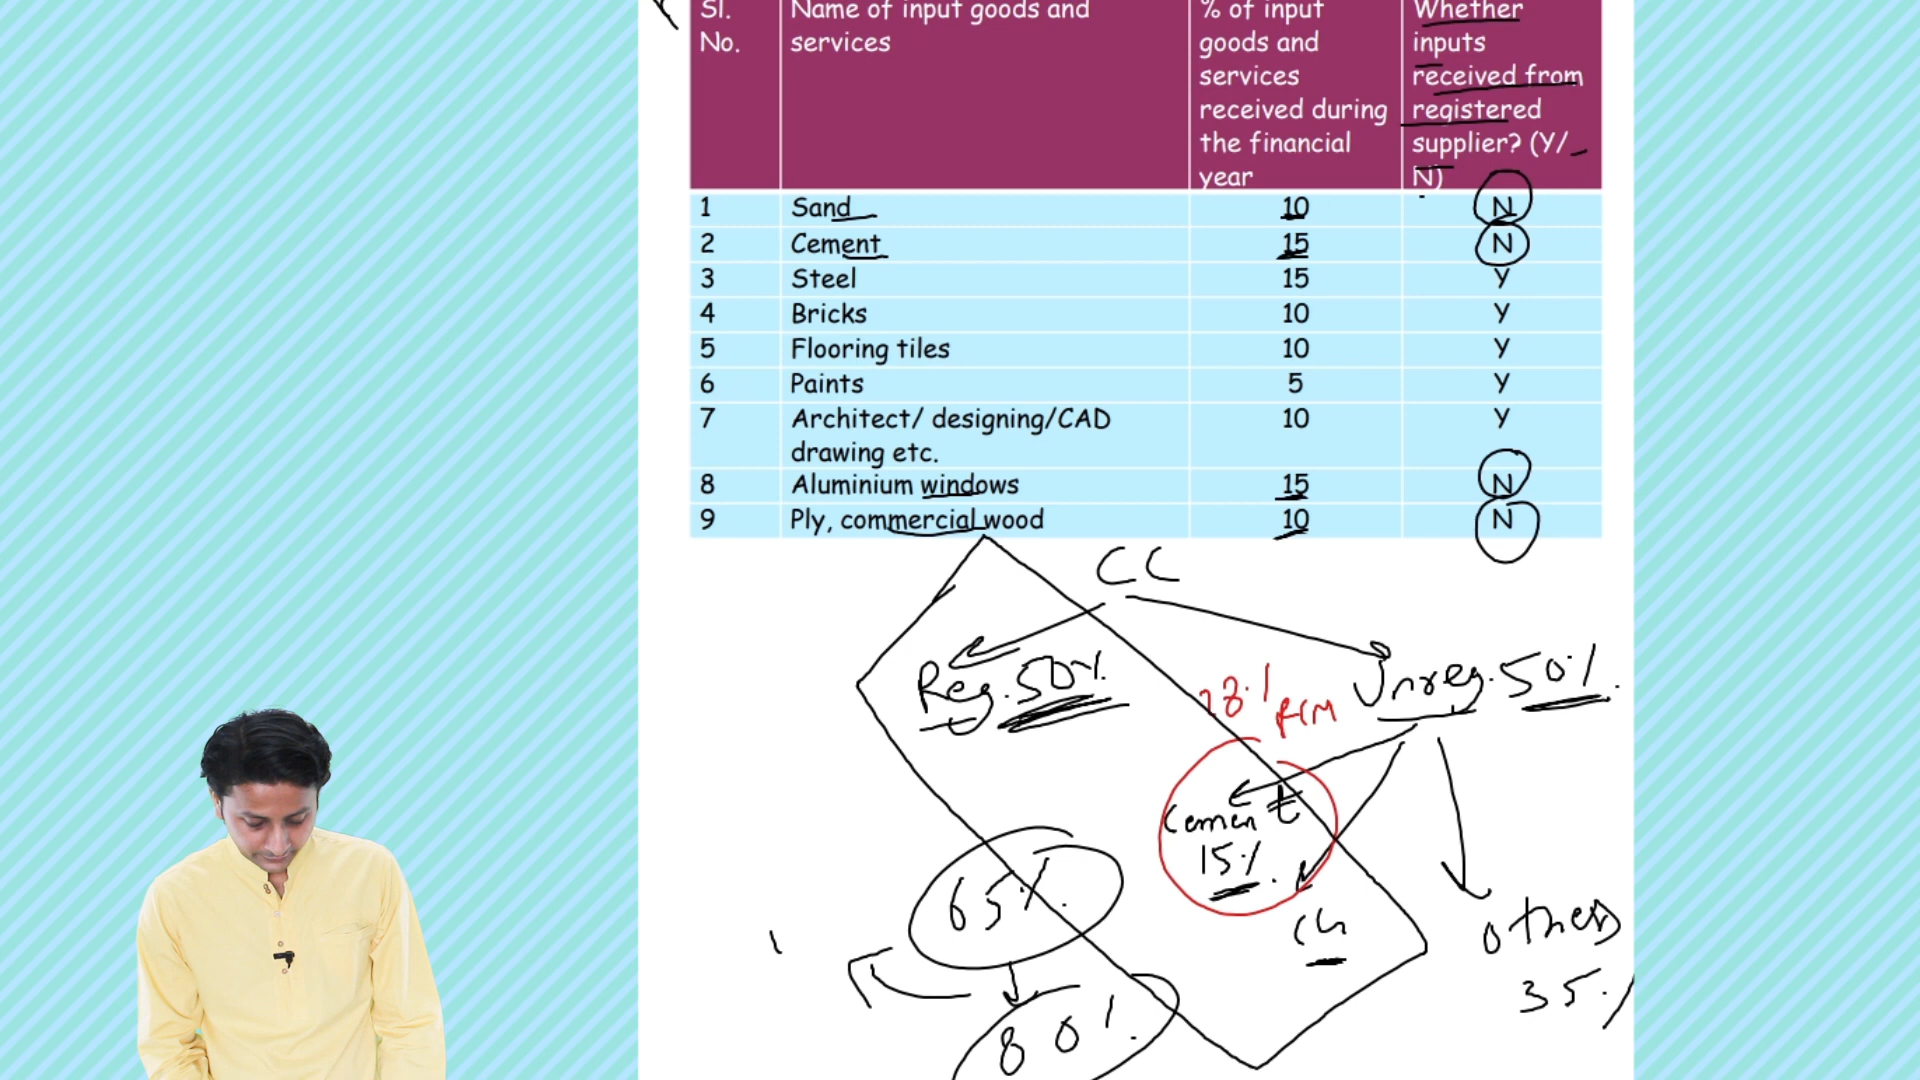 Sl. No.
Name of input goods and services
% of input goods and services received during the financial year
Whether inputs received from registered supplier? (Y/N)
1 Sand 10 N
2 Cement 15 N
3 Steel 15 Y
4 Bricks 10 Y
5 Flooring tiles 10 Y
6 Paints 5 Y
7 Architect/ designing/CAD drawing etc. 10 Y
8 Aluminium windows 15 N
9 Ply, commercial wood 10 N
CC
Reg. 50%
28% RCM
Unreg. 50%
Cement
15%
65%
CG
others
35%
80%